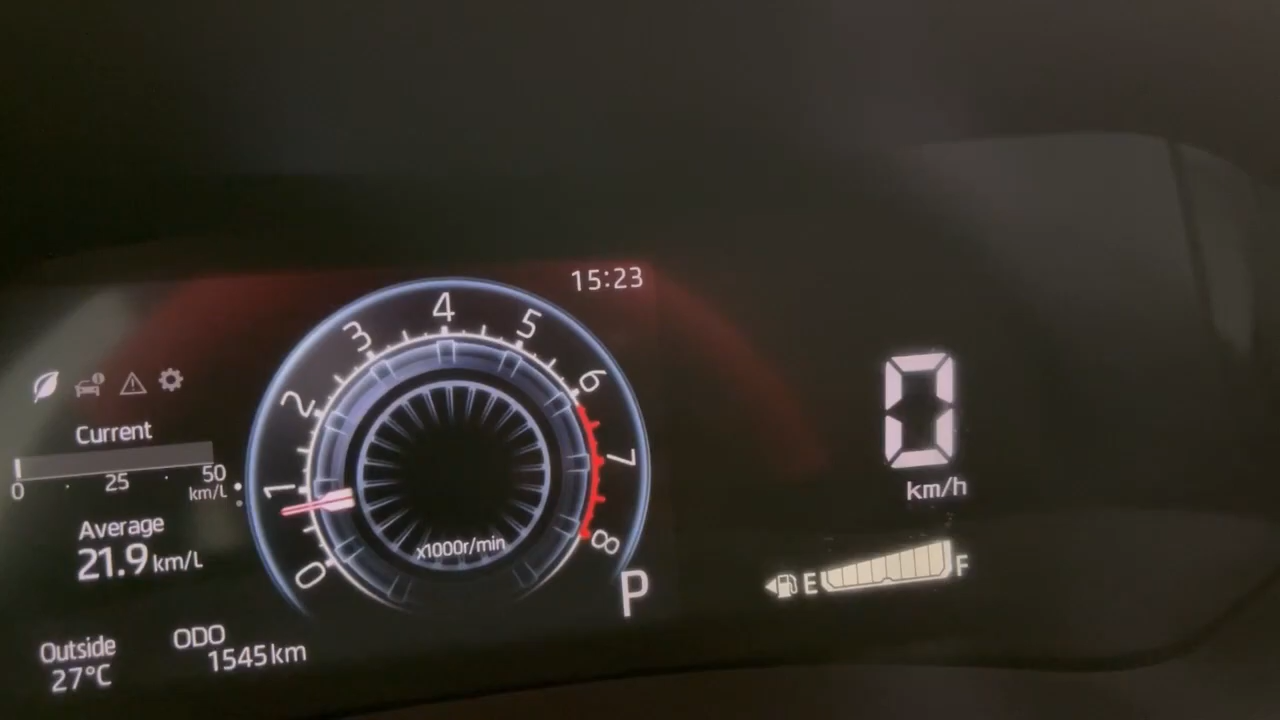 15:23
4
3
5
2
6
1
7
0
8
x1000r/min
P
Current
0 25 50
km/L
Average
21.9 km/L
Outside
27°C
ODO
1545 km
0
km/h
E F